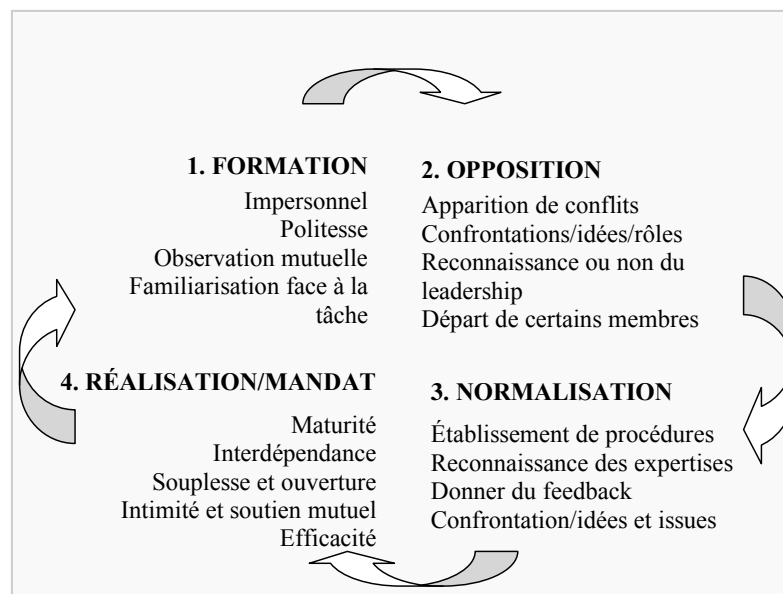 1. FORMATION
Impersonnel
Politesse
Observation mutuelle
Familiarisation face à la
tâche
2. OPPOSITION
Apparition de conflits
Confrontations/idées/rôles
Reconnaissance ou non du
leadership
Départ de certains membres
3. NORMALISATION
Établissement de procédures
Reconnaissance des expertises
Donner du feedback
Confrontation/idées et issues
4. RÉALISATION/MANDAT
Maturité
Interdépendance
Souplesse et ouverture
Intimité et soutien mutuel
Efficacité